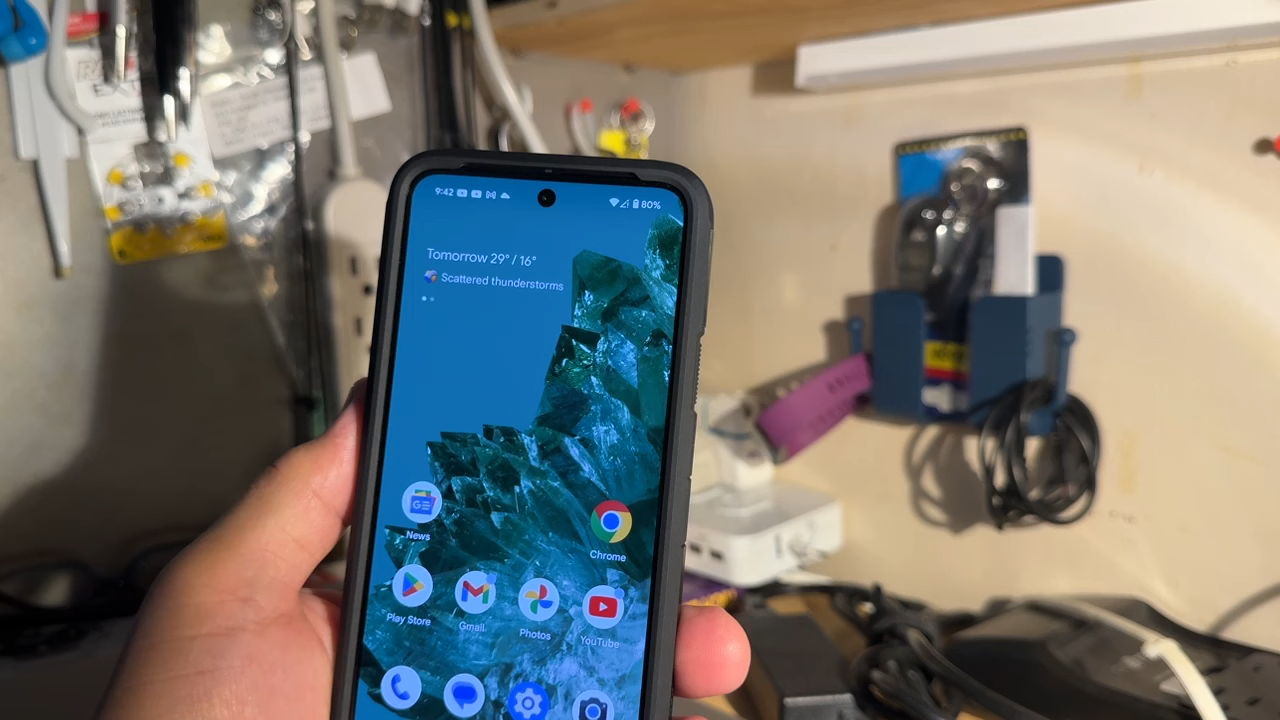 9:42
80%
Tomorrow 29° / 16°
Scattered thunderstorms
News
Chrome
Play Store
Gmail
Photos
YouTube